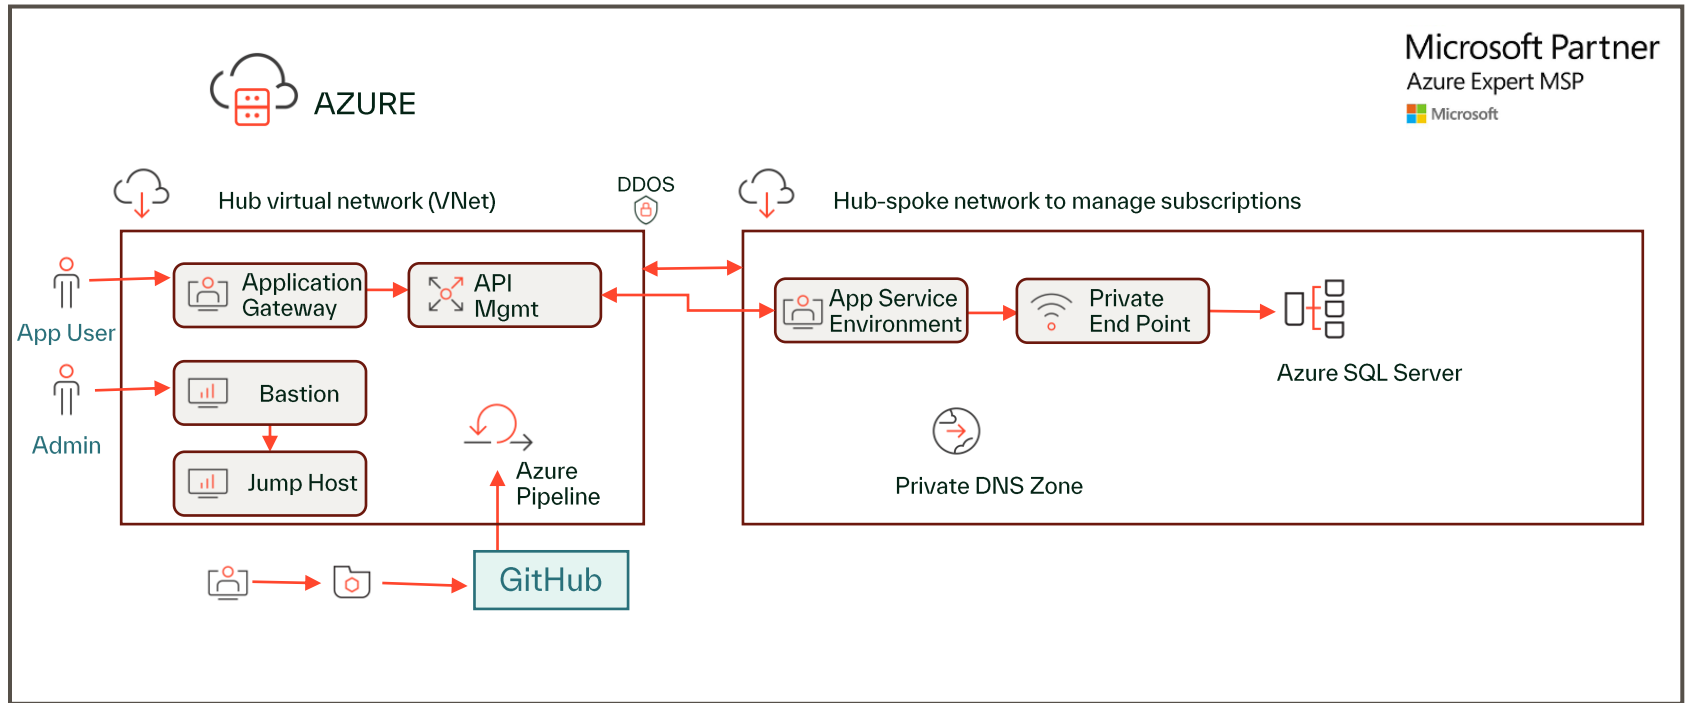 Microsoft Partner
Azure Expert MSP
Microsoft
AZURE
Hub virtual network (VNet)
DDOS
Hub-spoke network to manage subscriptions
App User
Admin
Application
Gateway
API
Mgmt
Bastion
Jump Host
Azure
Pipeline
GitHub
App Service
Environment
Private
End Point
Azure SQL Server
Private DNS Zone